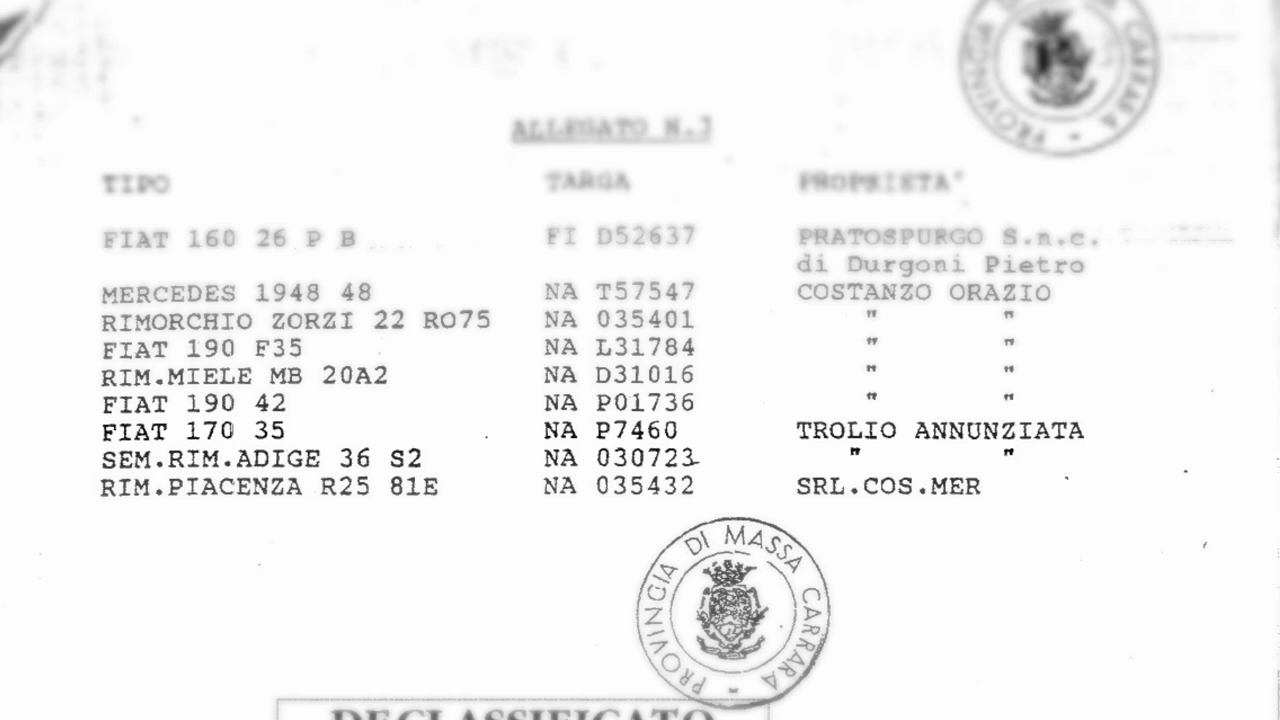 PROVINCIA CARRARA -
ALLEGATO N.3
TIPO TARGA PROPRIETA'
FIAT 160 26 P B FI D52637 PRATOSPURGO S.n.c.
di Durgoni Pietro
MERCEDES 1948 48 NA T57547 COSTANZO ORAZIO
RIMORCHIO ZORZI 22 RO75 NA 035401 " "
FIAT 190 F35 NA L31784 " "
RIM.MIELE MB 20A2 NA D31016 " "
FIAT 190 42 NA P01736 " "
FIAT 170 35 NA P7460 TROLIO ANNUNZIATA
SEM.RIM.ADIGE 36 S2 NA 030723 " "
RIM.PIACENZA R25 81E NA 035432 SRL.COS.MER
PROVINCIA DI MASSA CARRARA -
DECLASSIFICATO